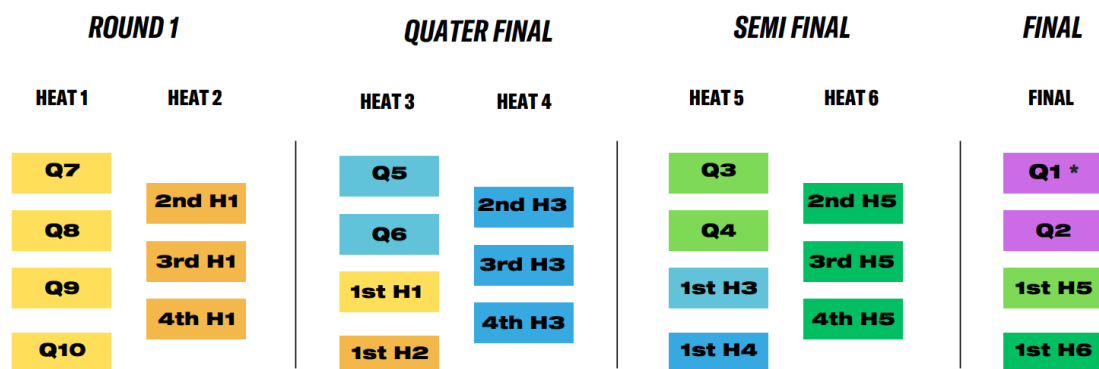 ROUND 1
HEAT 1
HEAT 2
Q7
2nd H1
Q8
3rd H1
Q9
4th H1
Q10
QUATER FINAL
HEAT 3
HEAT 4
Q5
2nd H3
Q6
3rd H3
1st H1
4th H3
1st H2
SEMI FINAL
HEAT 5
HEAT 6
Q3
2nd H5
Q4
3rd H5
1st H3
4th H5
1st H4
FINAL
FINAL
Q1 *
Q2
1st H5
1st H6